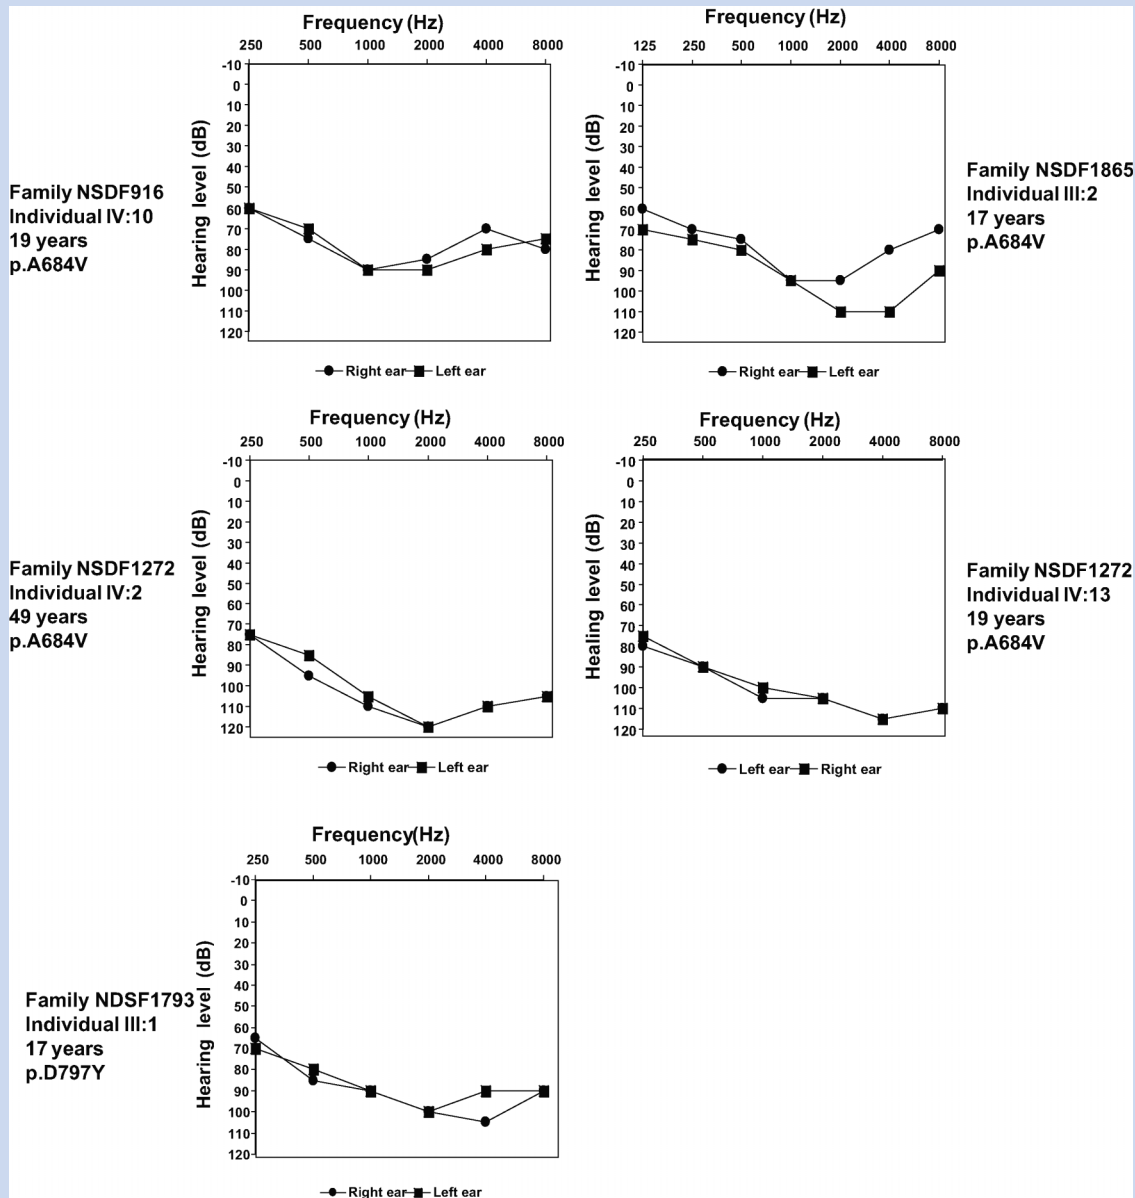 Frequency (Hz)
250 500 1000 2000 4000 8000
-10
0
10
20
30
40
50
60
70
80
90
100
110
120
Hearing level (dB)
Family NSDF916
Individual IV:10
19 years
p.A684V
Right ear Left ear
Frequency (Hz)
125 250 500 1000 2000 4000 8000
-10
0
10
20
30
40
50
60
70
80
90
100
110
120
Hearing level (dB)
Family NSDF1865
Individual III:2
17 years
p.A684V
Right ear Left ear
Frequency (Hz)
250 500 1000 2000 4000 8000
-10
0
10
20
30
40
50
60
70
80
90
100
110
120
Hearing level (dB)
Family NSDF1272
Individual IV:2
49 years
p.A684V
Right ear Left ear
Frequency (Hz)
250 500 1000 2000 4000 8000
-10
0
10
20
30
40
50
60
70
80
90
100
110
120
Healing level (dB)
Family NSDF1272
Individual IV:13
19 years
p.A684V
Left ear Right ear
Frequency(Hz)
250 500 1000 2000 4000 8000
-10
0
10
20
30
40
50
60
70
80
90
100
110
120
Hearing level (dB)
Family NDSF1793
Individual III:1
17 years
p.D797Y
Right ear Left ear